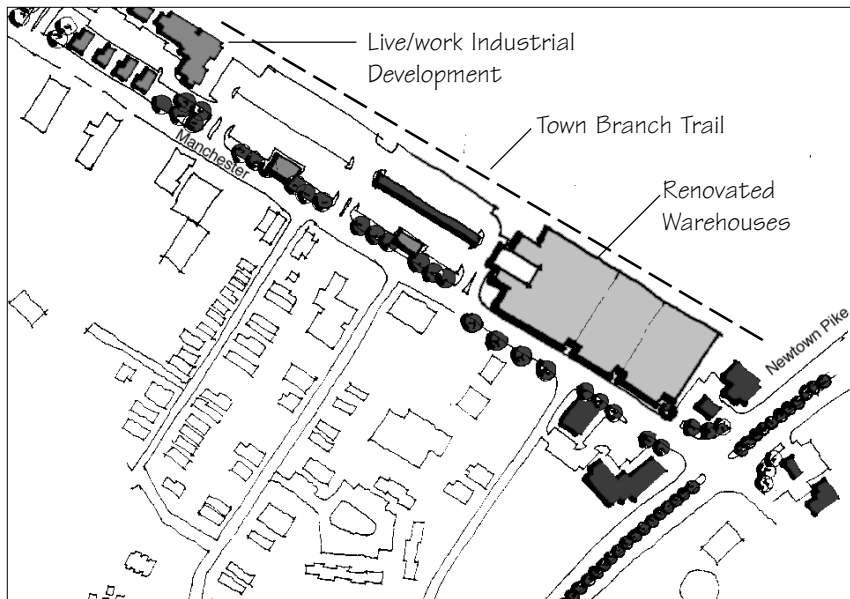 Live/work Industrial
Development
Town Branch Trail
Manchester
Renovated
Warehouses
Newtown Pike